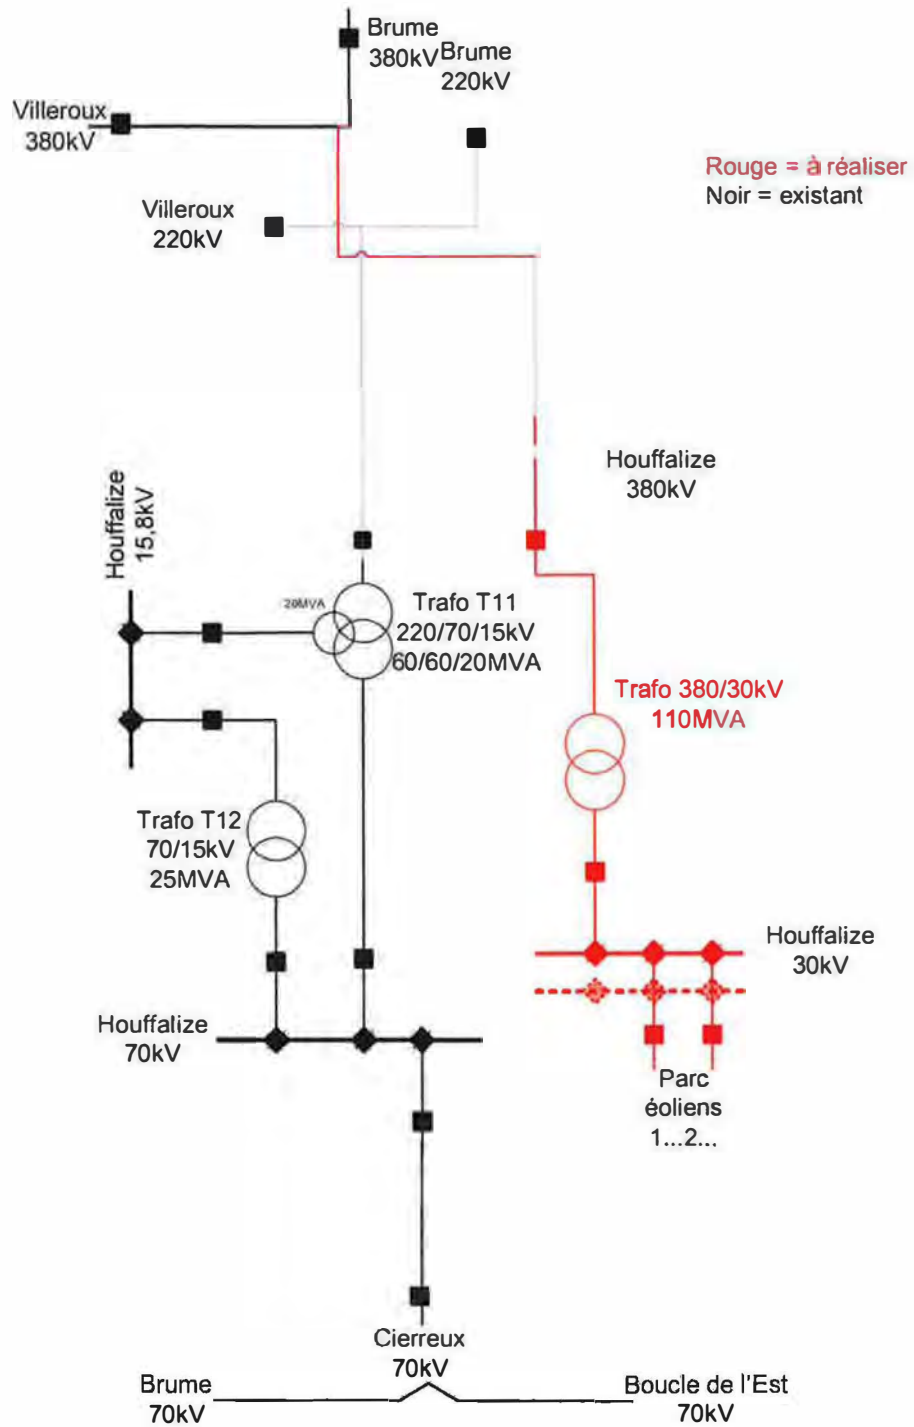 Brume
380kV
Brume
220kV
Villeroux
380kV
Rouge = à réaliser
Noir = existant
Villeroux
220kV
Houffalize
380kV
Houffalize
15,8kV
20MVA
Trafo T11
220/70/15kV
60/60/20MVA
Trafo 380/30kV
110MVA
Trafo T12
70/15kV
25MVA
Houffalize
30kV
Houffalize
70kV
Parc
éoliens
1...2...
Cierreux
70kV
Brume
70kV
Boucle de l'Est
70kV